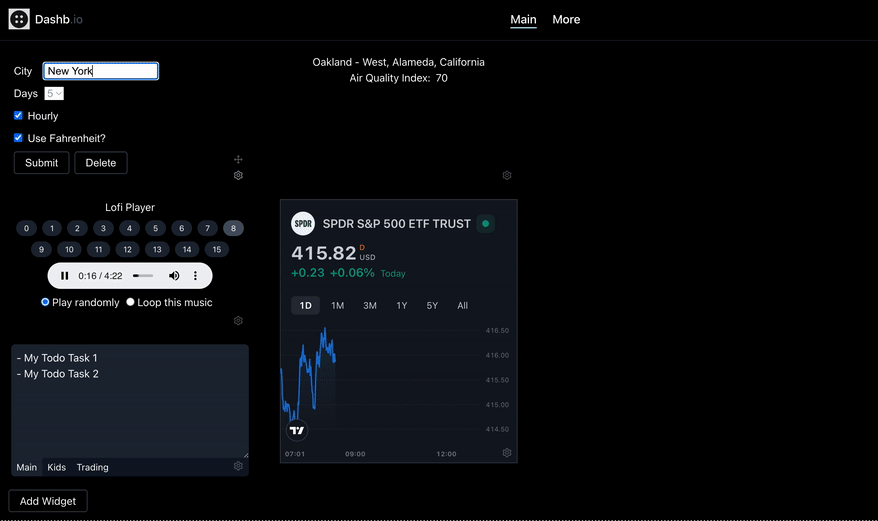 Dashb.io
Main More
City New York
Days 5
Hourly
Use Fahrenheit?
Submit Delete
Oakland - West, Alameda, California
Air Quality Index: 70
Lofi Player
0 1 2 3 4 5 6 7 8
9 10 11 12 13 14 15
0:16 / 4:22
Play randomly Loop this music
- My Todo Task 1
- My Todo Task 2
Main Kids Trading
Add Widget
SPDR SPDR S&P 500 ETF TRUST
415.82 D USD
+0.23 +0.06% Today
1D 1M 3M 1Y 5Y All
416.50
416.00
415.50
415.00
414.50
07:01 09:00 12:00